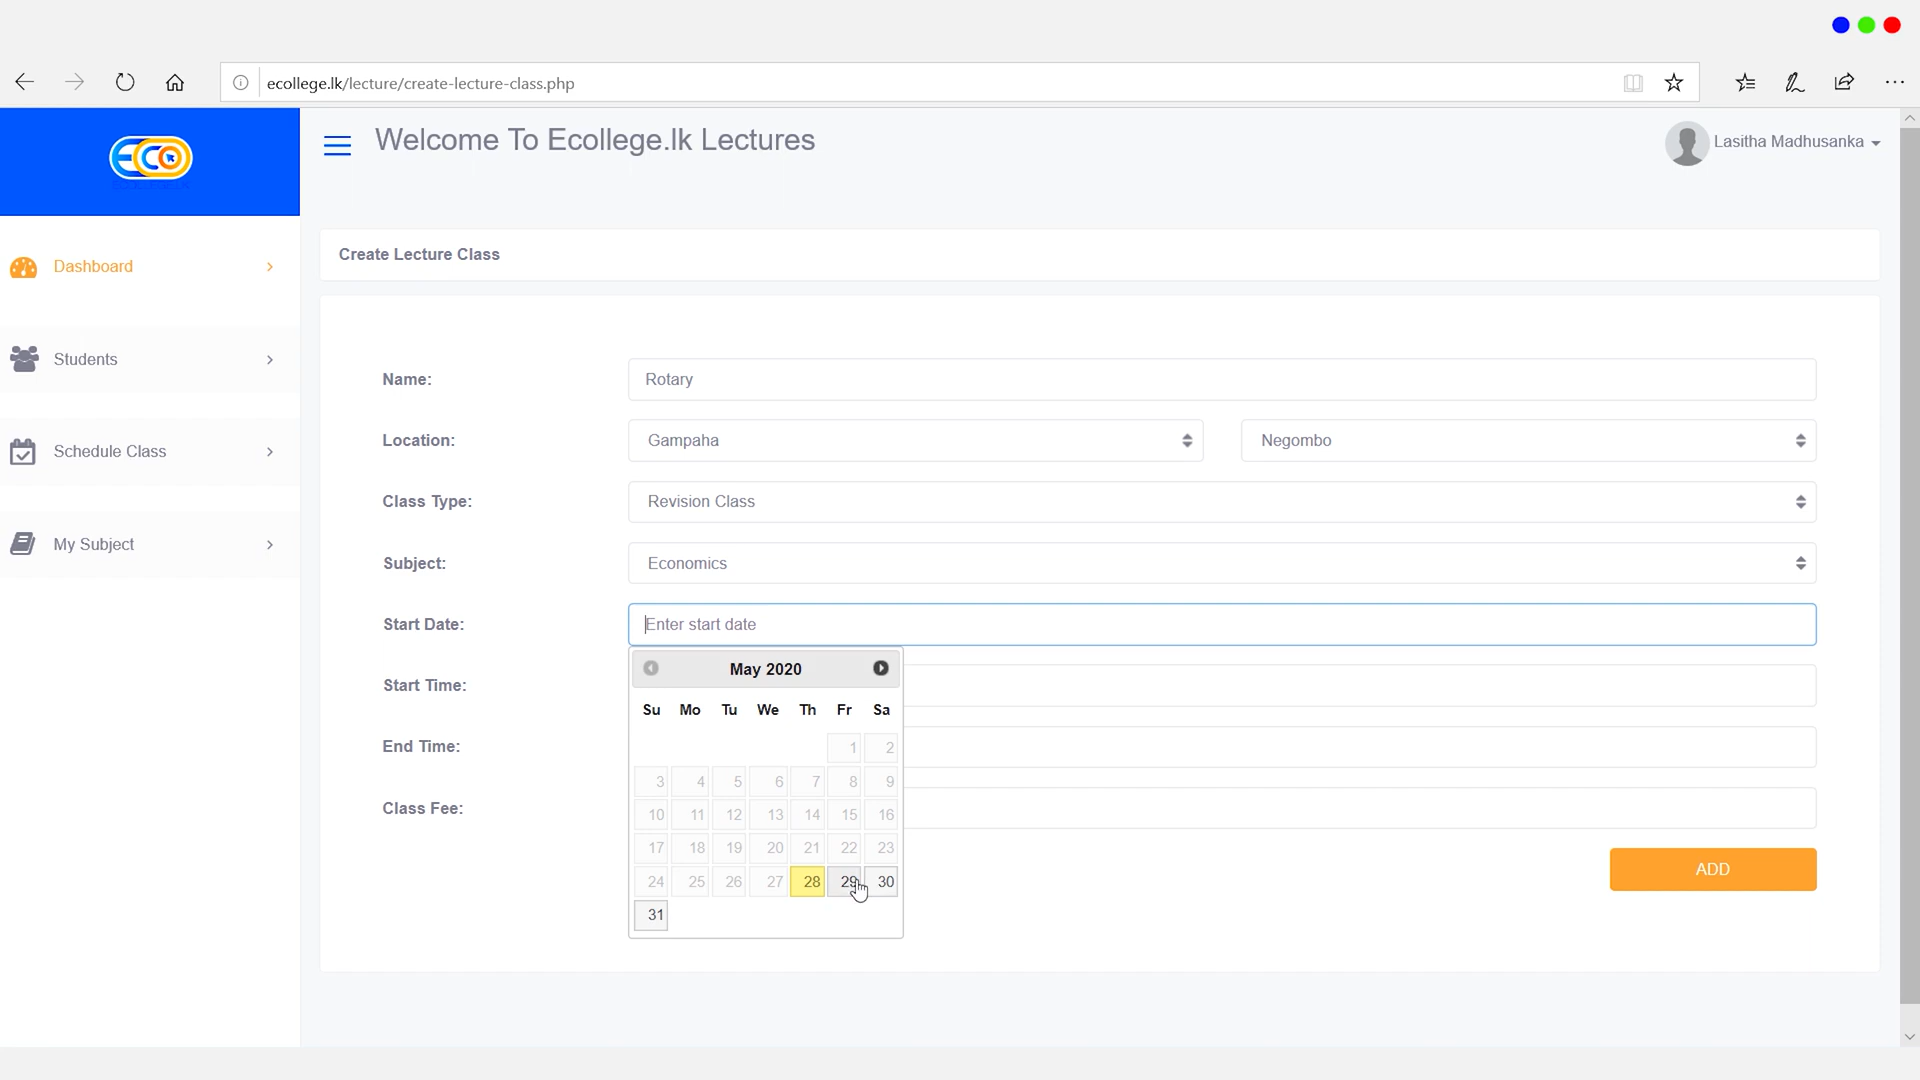 ecollege.lk/lecture/create-lecture-class.php
ECO
Welcome To Ecollege.lk Lectures
Lasitha Madhusanka
Dashboard
Students
Schedule Class
My Subject
Create Lecture Class
Name: Rotary
Location: Gampaha Negombo
Class Type: Revision Class
Subject: Economics
Start Date: Enter start date
Start Time:
End Time:
Class Fee:
May 2020
Su Mo Tu We Th Fr Sa
1 2
3 4 5 6 7 8 9
10 11 12 13 14 15 16
17 18 19 20 21 22 23
24 25 26 27 28 29 30
31
ADD